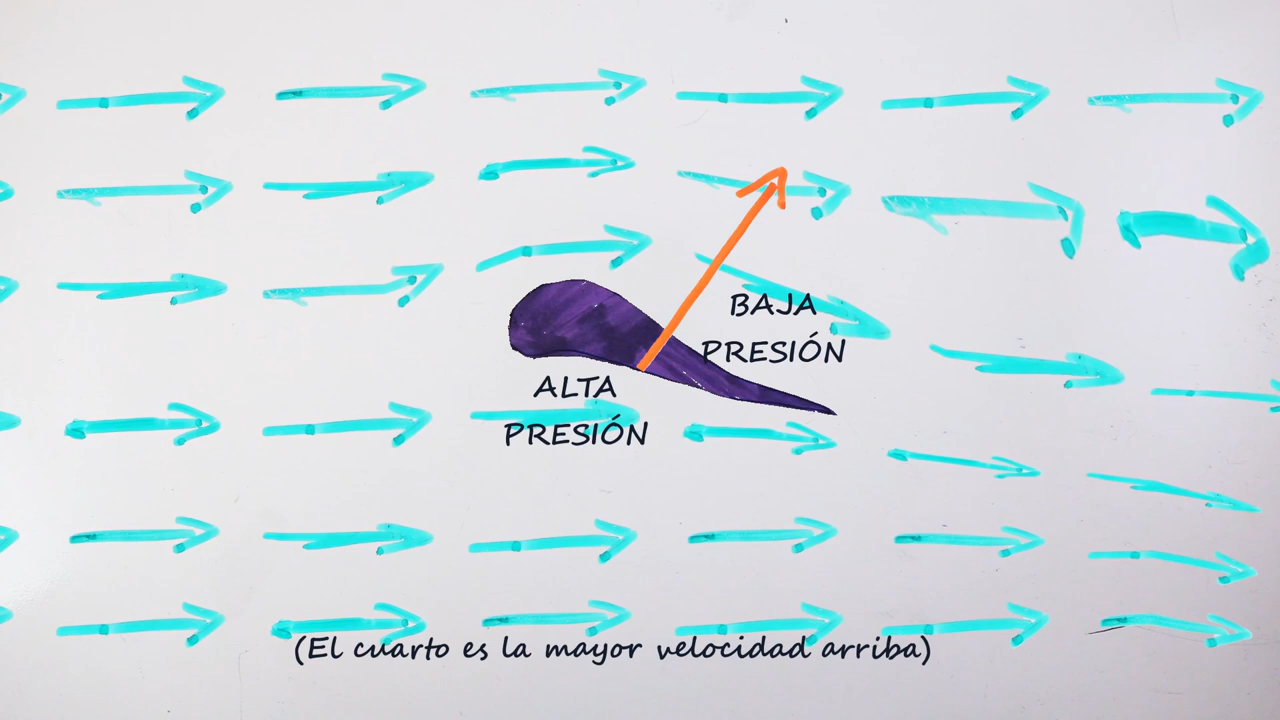 BAJA
PRESIÓN
ALTA
PRESIÓN
(El cuarto es la mayor velocidad arriba)